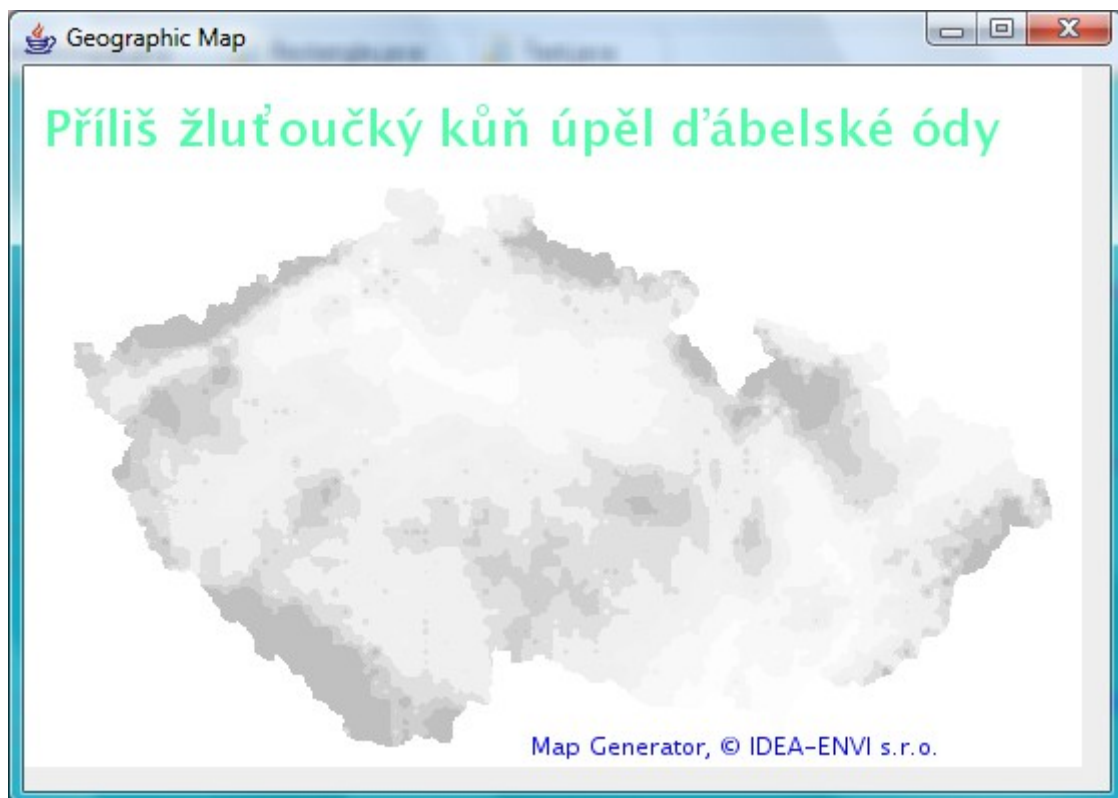 Geographic Map
Příliš žluťoučký kůň úpěl ďábelské ódy
Map Generator, © IDEA-ENVI s.r.o.